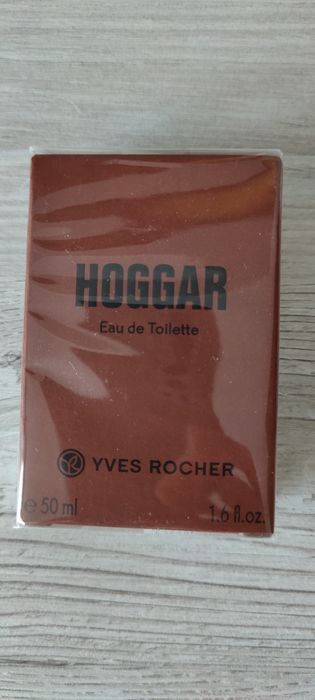 HOGGAR
Eau de Toilette
YVES ROCHER
e 50 ml 1.6 fl.oz.